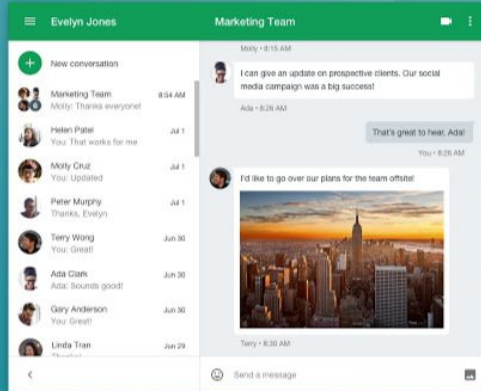 Evelyn Jones
New conversation
Marketing Team 8:54 AM
Molly: Thanks everyone!
Helen Patel Jul 1
You: That works for me
Molly Cruz Jul 1
You: Updated
Peter Murphy Jul 1
Thanks, Evelyn
Terry Wong Jun 30
You: Great!
Ada Clark Jun 30
Ada: Sounds good!
Gary Anderson Jun 30
You: Great!
Linda Tran Jun 29
Marketing Team
Molly • 8:15 AM
I can give an update on prospective clients. Our social
media campaign was a big success!
Ada • 8:26 AM
That's great to hear, Ada!
You • 8:26 AM
I'd like to go over our plans for the team offsite!
Terry • 8:30 AM
Send a message